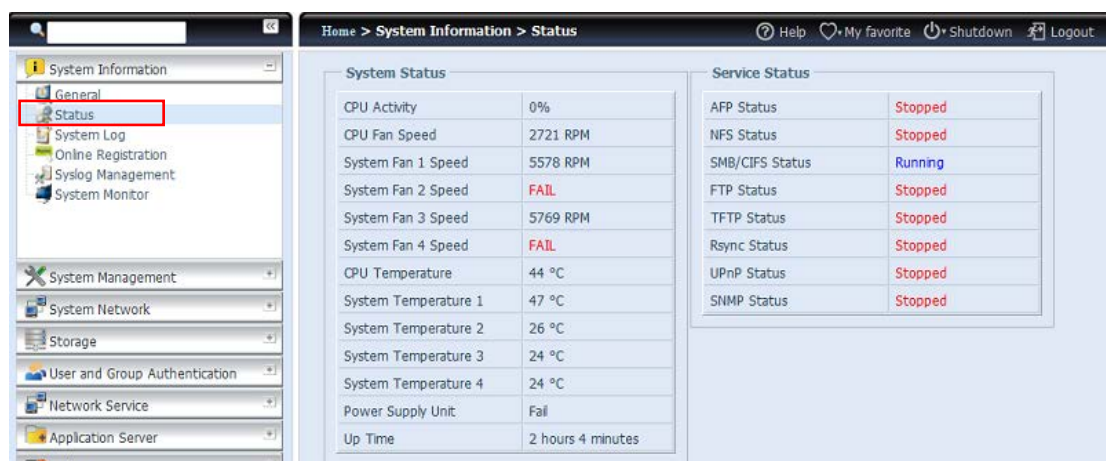 Home > System Information > Status
Help My favorite Shutdown Logout
System Information
General
Status
System Log
Online Registration
Syslog Management
System Monitor
System Management
System Network
Storage
User and Group Authentication
Network Service
Application Server
System Status
CPU Activity 0%
CPU Fan Speed 2721 RPM
System Fan 1 Speed 5578 RPM
System Fan 2 Speed FAIL
System Fan 3 Speed 5769 RPM
System Fan 4 Speed FAIL
CPU Temperature 44 °C
System Temperature 1 47 °C
System Temperature 2 26 °C
System Temperature 3 24 °C
System Temperature 4 24 °C
Power Supply Unit Fail
Up Time 2 hours 4 minutes
Service Status
AFP Status Stopped
NFS Status Stopped
SMB/CIFS Status Running
FTP Status Stopped
TFTP Status Stopped
Rsync Status Stopped
UPnP Status Stopped
SNMP Status Stopped